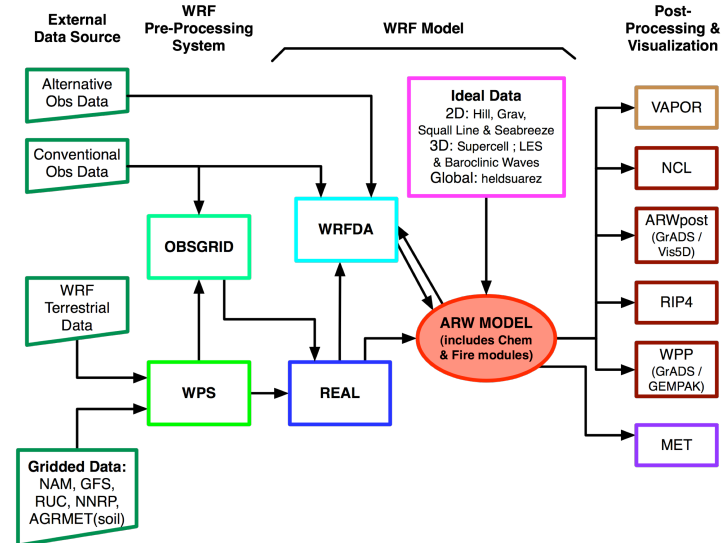 External
Data Source
WRF
Pre-Processing
System
WRF Model
Post-
Processing &
Visualization
Alternative
Obs Data
Conventional
Obs Data
WRF
Terrestrial
Data
Gridded Data:
NAM, GFS,
RUC, NNRP,
AGRMET(soil)
OBSGRID
WPS
WRFDA
REAL
Ideal Data
2D: Hill, Grav,
Squall Line & Seabreeze
3D: Supercell ; LES
& Baroclinic Waves
Global: heldsuarez
ARW MODEL
(includes Chem
& Fire modules)
VAPOR
NCL
ARWpost
(GrADS /
Vis5D)
RIP4
WPP
(GrADS /
GEMPAK)
MET